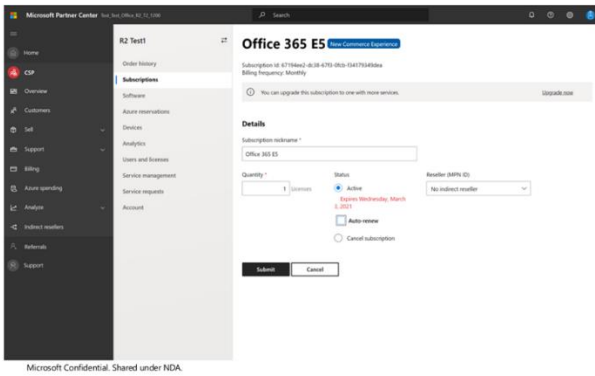 Microsoft Partner Center
Search
Home
CSP
Overview
Customers
Sell
Support
Billing
Azure spending
Analyze
Indirect resellers
Referrals
Support
R2 Test1
Order history
Subscriptions
Software
Azure reservations
Devices
Analytics
Users and licenses
Service management
Service requests
Account
Office 365 E5 New Commerce Experience
Billing frequency: Monthly
You can upgrade this subscription to one with more services. Upgrade now
Details
Subscription nickname *
Office 365 E5
Quantity * Status Reseller (MPN ID)
1 Licenses Active No indirect reseller
Expires Wednesday, March
3, 2021
Auto-renew
Cancel subscription
Submit Cancel
Microsoft Confidential. Shared under NDA.